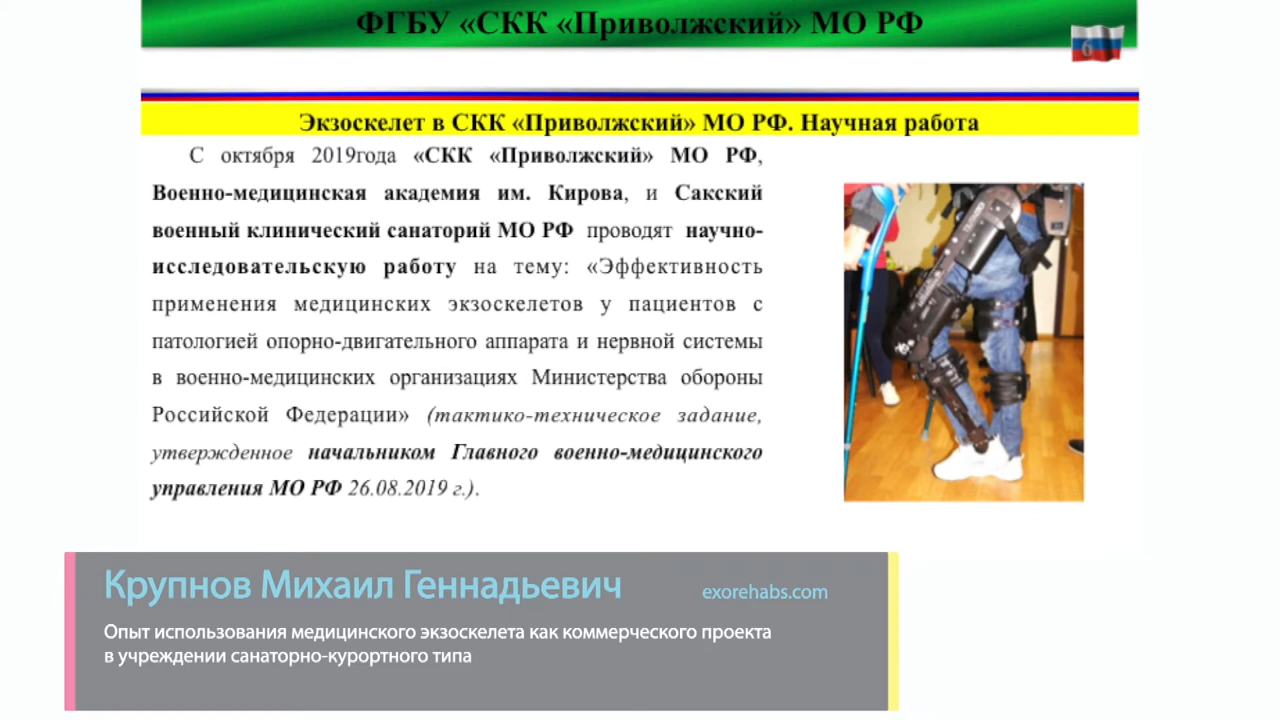 ФГБУ «СКК «Приволжский» МО РФ
6
Экзоскелет в СКК «Приволжский» МО РФ. Научная работа
С октября 2019года «СКК «Приволжский» МО РФ,
Военно-медицинская академия им. Кирова, и Сакский
военный клинический санаторий МО РФ проводят научно-
исследовательскую работу на тему: «Эффективность
применения медицинских экзоскелетов у пациентов с
патологией опорно-двигательного аппарата и нервной системы
в военно-медицинских организациях Министерства обороны
Российской Федерации» (тактико-техническое задание,
утвержденное начальником Главного военно-медицинского
управления МО РФ 26.08.2019 г.).
Крупнов Михаил Геннадьевич
exorehabs.com
Опыт использования медицинского экзоскелета как коммерческого проекта
в учреждении санаторно-курортного типа